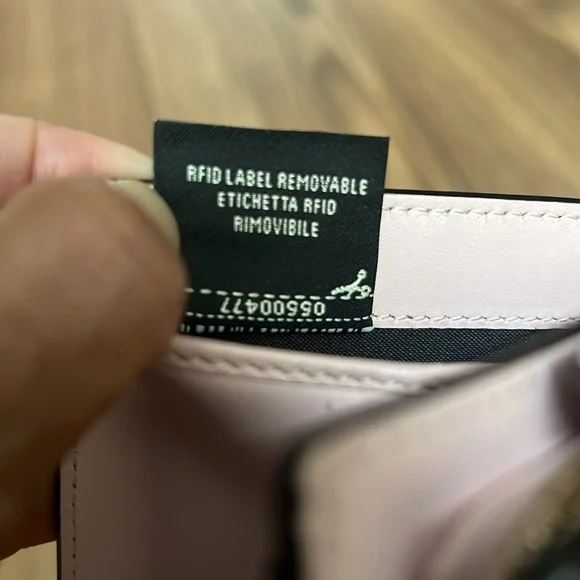 RFID LABEL REMOVABLE
ETICHETTA RFID
RIMOVIBILE
05500477